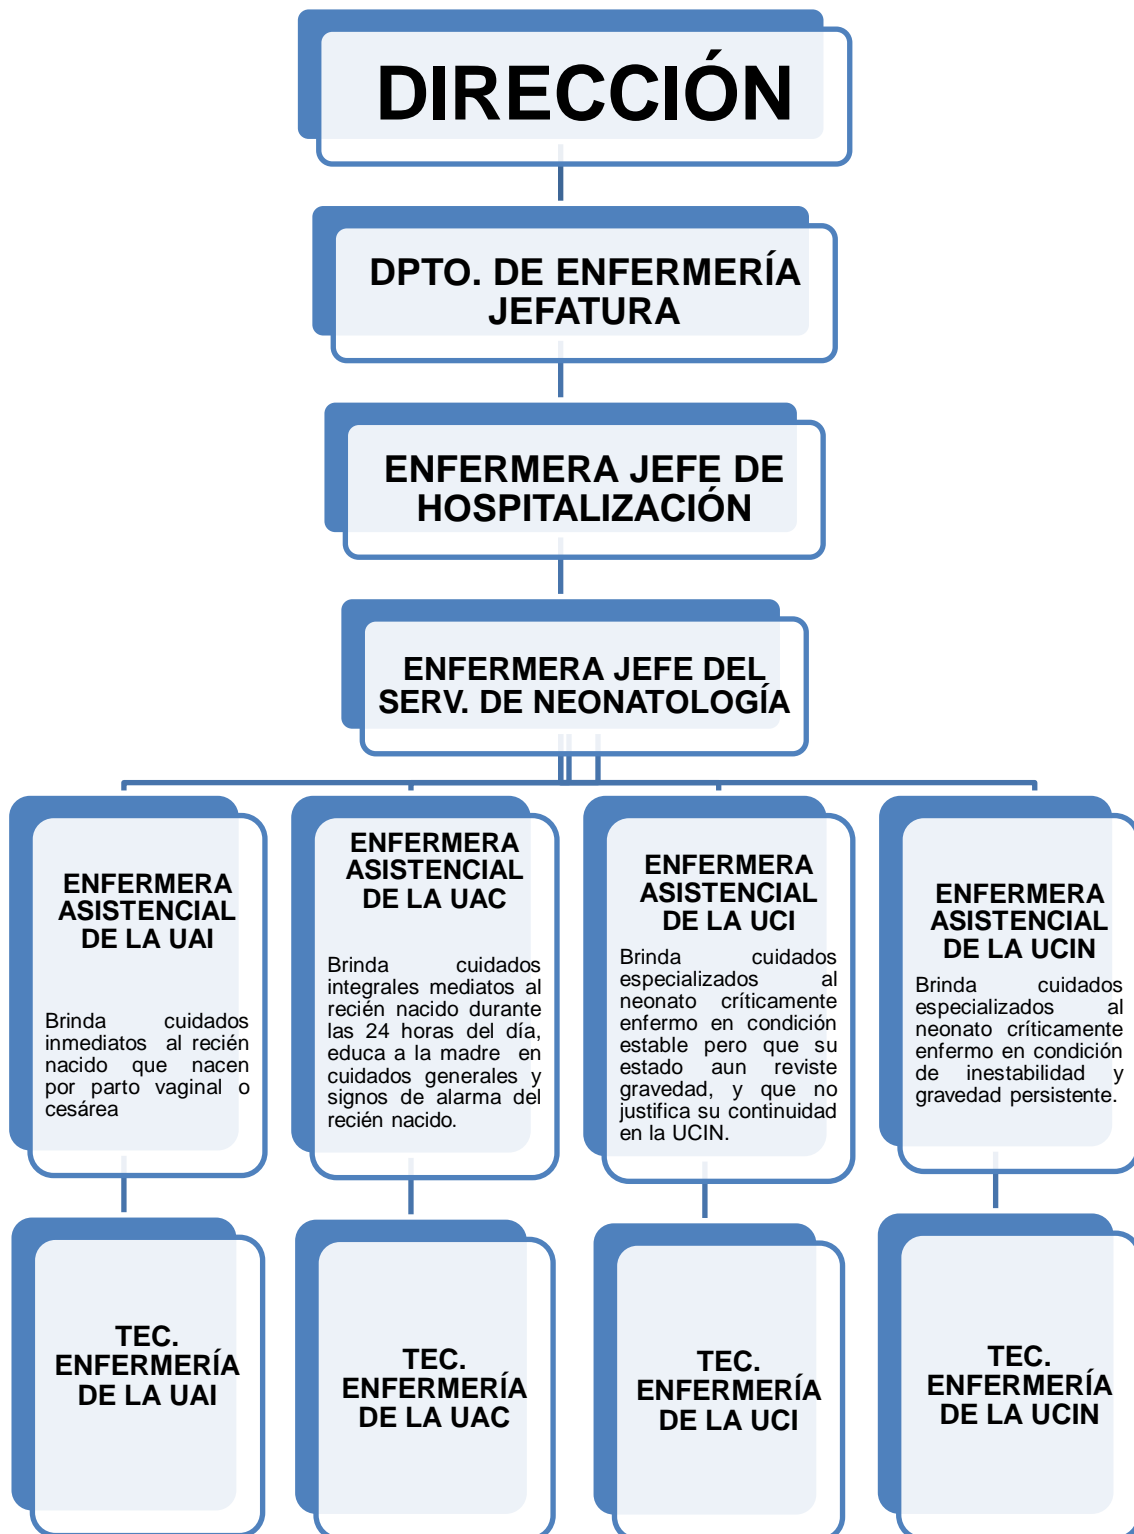 DIRECCIÓN
DPTO. DE ENFERMERÍA
JEFATURA
ENFERMERA JEFE DE
HOSPITALIZACIÓN
ENFERMERA JEFE DEL
SERV. DE NEONATOLOGÍA
ENFERMERA
ASISTENCIAL
DE LA UAI
Brinda cuidados
inmediatos al recién
nacido que nacen
por parto vaginal o
cesárea
ENFERMERA
ASISTENCIAL
DE LA UAC
Brinda cuidados
integrales mediatos al
recién nacido durante
las 24 horas del día,
educa a la madre en
cuidados generales y
signos de alarma del
recién nacido.
ENFERMERA
ASISTENCIAL
DE LA UCI
Brinda cuidados
especializados al
neonato críticamente
enfermo en condición
estable pero que su
estado aun reviste
gravedad, y que no
justifica su continuidad
en la UCIN.
ENFERMERA
ASISTENCIAL
DE LA UCIN
Brinda cuidados
especializados al
neonato críticamente
enfermo en condición
de inestabilidad y
gravedad persistente.
TEC.
ENFERMERÍA
DE LA UAI
TEC.
ENFERMERÍA
DE LA UAC
TEC.
ENFERMERÍA
DE LA UCI
TEC.
ENFERMERÍA
DE LA UCIN